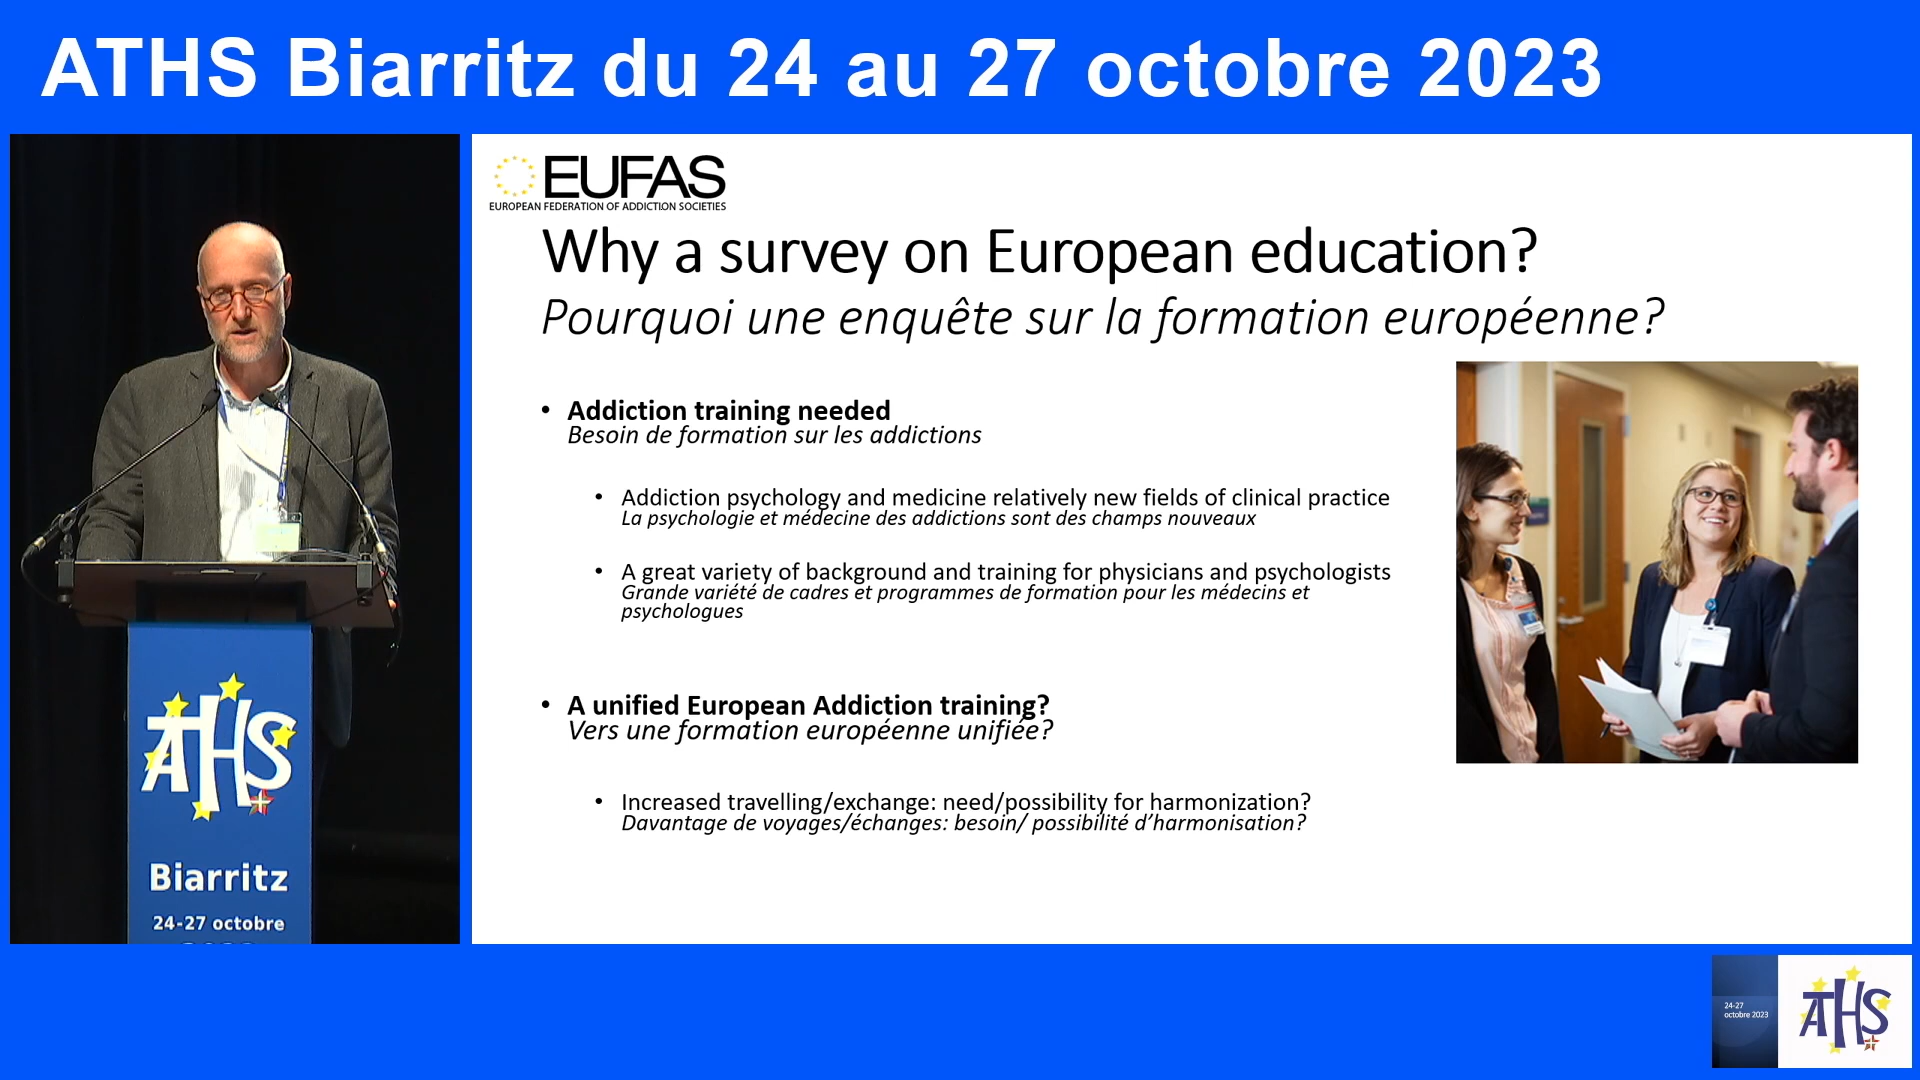 ATHS Biarritz du 24 au 27 octobre 2023
EUFAS
EUROPEAN FEDERATION OF ADDICTION SOCIETIES
Why a survey on European education?
Pourquoi une enquête sur la formation européenne?
• Addiction training needed
Besoin de formation sur les addictions
• Addiction psychology and medicine relatively new fields of clinical practice
La psychologie et médecine des addictions sont des champs nouveaux
• A great variety of background and training for physicians and psychologists
Grande variété de cadres et programmes de formation pour les médecins et
psychologues
• A unified European Addiction training?
Vers une formation européenne unifiée?
• Increased travelling/exchange: need/possibility for harmonization?
Davantage de voyages/échanges: besoin/ possibilité d'harmonisation?
ATHS
Biarritz
24-27 octobre
24-27
octobre 2023
ATHS